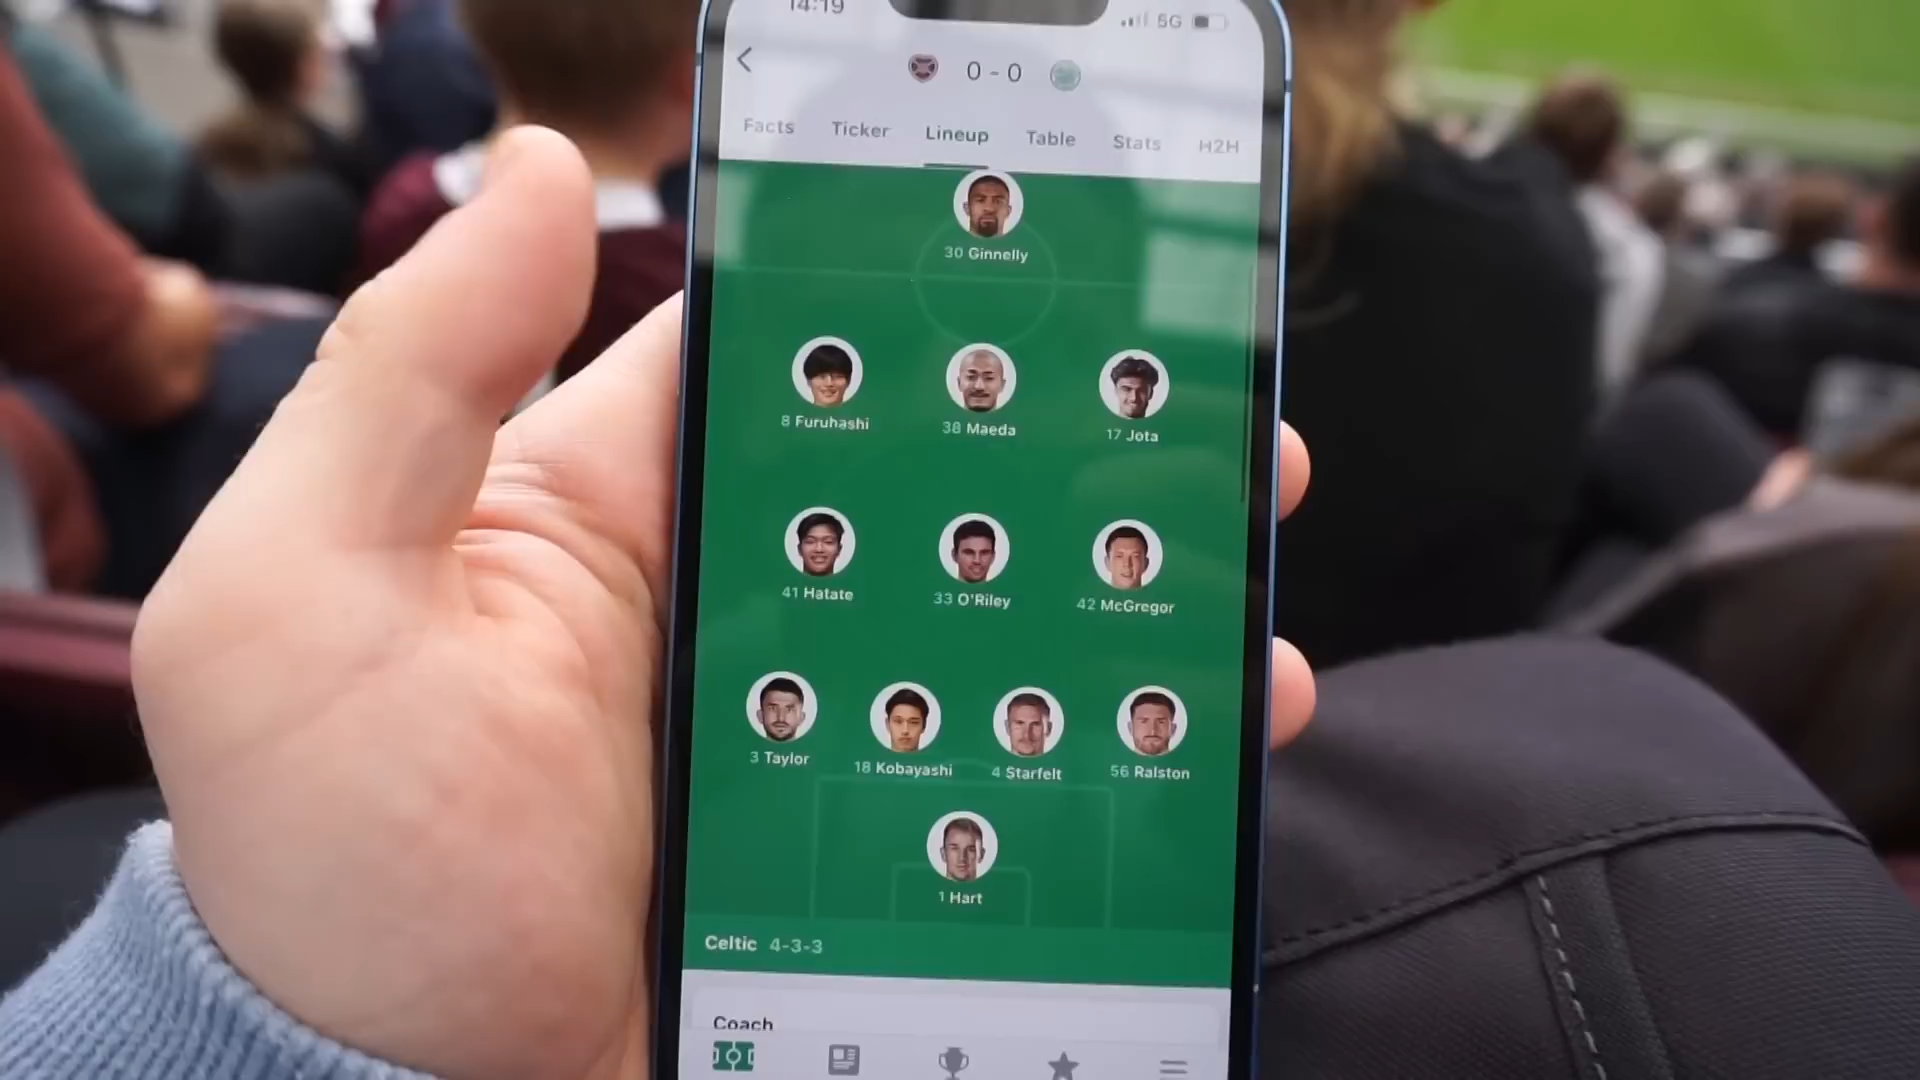 14:19
5G
0 - 0
Facts Ticker Lineup Table Stats H2H
30 Ginnelly
8 Furuhashi 38 Maeda 17 Jota
41 Hatate 33 O'Riley 42 McGregor
3 Taylor 18 Kobayashi 4 Starfelt 56 Ralston
1 Hart
Celtic 4-3-3
Coach